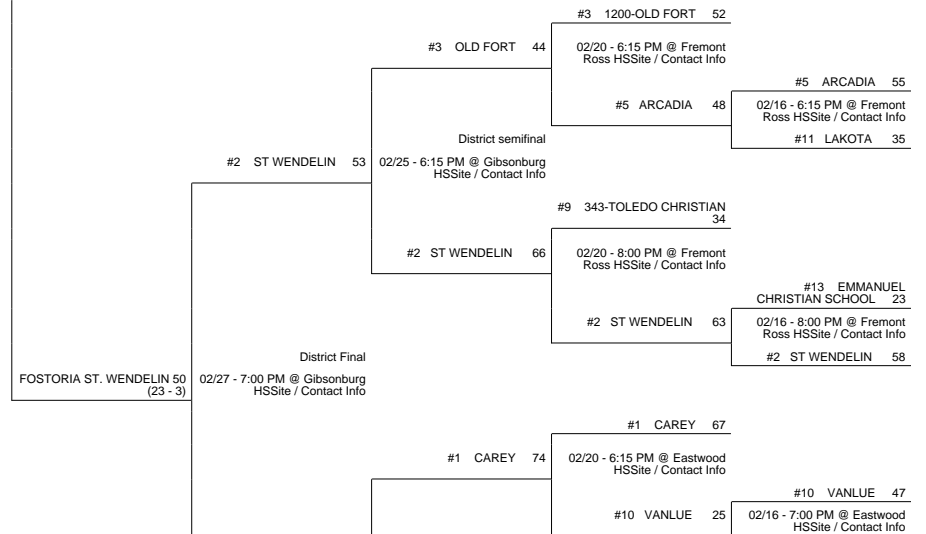 #3 1200-OLD FORT 52
#3 OLD FORT 44
02/20 - 6:15 PM @ Fremont
Ross HSSite / Contact Info
#5 ARCADIA 55
#5 ARCADIA 48
02/16 - 6:15 PM @ Fremont
Ross HSSite / Contact Info
#11 LAKOTA 35
District semifinal
#2 ST WENDELIN 53
02/25 - 6:15 PM @ Gibsonburg
HSSite / Contact Info
#9 343-TOLEDO CHRISTIAN
34
#2 ST WENDELIN 66
02/20 - 8:00 PM @ Fremont
Ross HSSite / Contact Info
#13 EMMANUEL
CHRISTIAN SCHOOL 23
#2 ST WENDELIN 63
02/16 - 8:00 PM @ Fremont
Ross HSSite / Contact Info
#2 ST WENDELIN 58
District Final
FOSTORIA ST. WENDELIN 50
(23 - 3)
02/27 - 7:00 PM @ Gibsonburg
HSSite / Contact Info
#1 CAREY 67
#1 CAREY 74
02/20 - 6:15 PM @ Eastwood
HSSite / Contact Info
#10 VANLUE 47
#10 VANLUE 25
02/16 - 7:00 PM @ Eastwood
HSSite / Contact Info